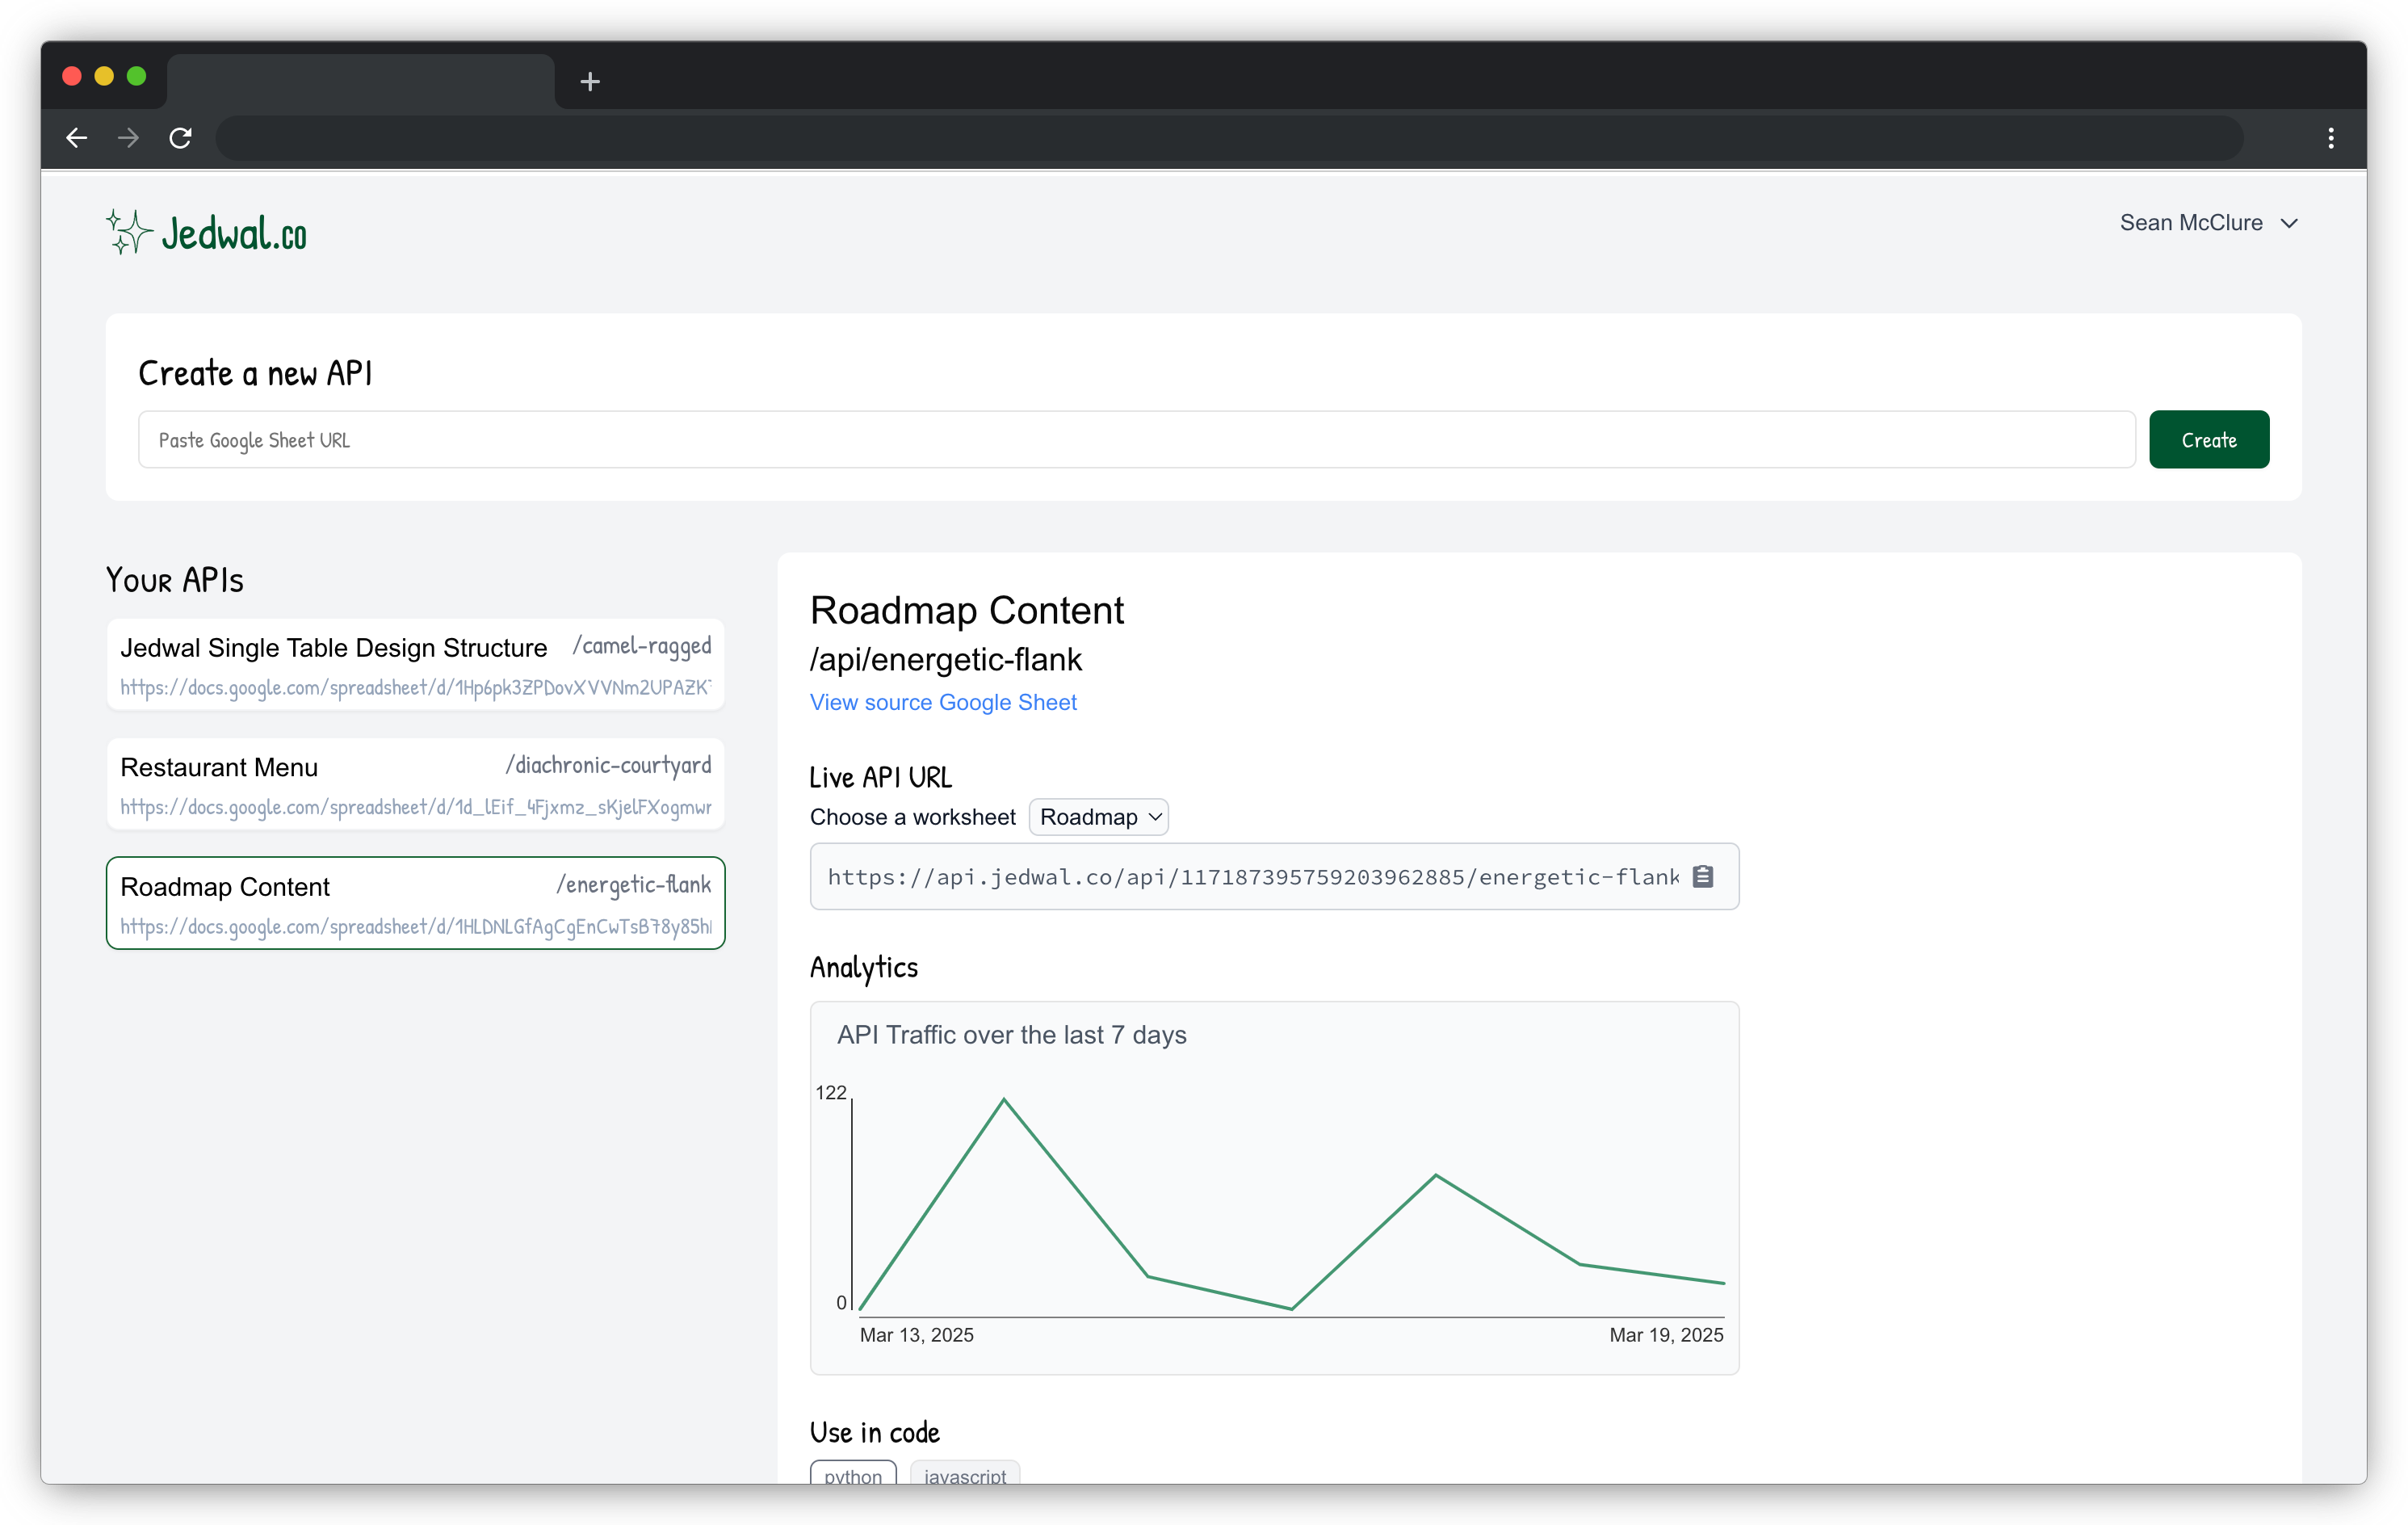 Jedwal.co
Sean McClure
Create a new API
Paste Google Sheet URL
Create
Your APIs
Jedwal Single Table Design Structure /camel-ragged
https://docs.google.com/spreadsheet/d/1Hp6pk3ZPDovXVVNm2UPAZK
Restaurant Menu /diachronic-courtyard
https://docs.google.com/spreadsheet/d/1d_lEif_4Fjxmz_sKjelFXogmwr
Roadmap Content /energetic-flank
https://docs.google.com/spreadsheet/d/1HLDNLGfAgCgEnCwTsB78y85h
Roadmap Content
/api/energetic-flank
View source Google Sheet
Live API URL
Choose a worksheet Roadmap
https://api.jedwal.co/api/117187395759203962885/energetic-flank
Analytics
API Traffic over the last 7 days
122
0
Mar 13, 2025 Mar 19, 2025
Use in code
python javascript